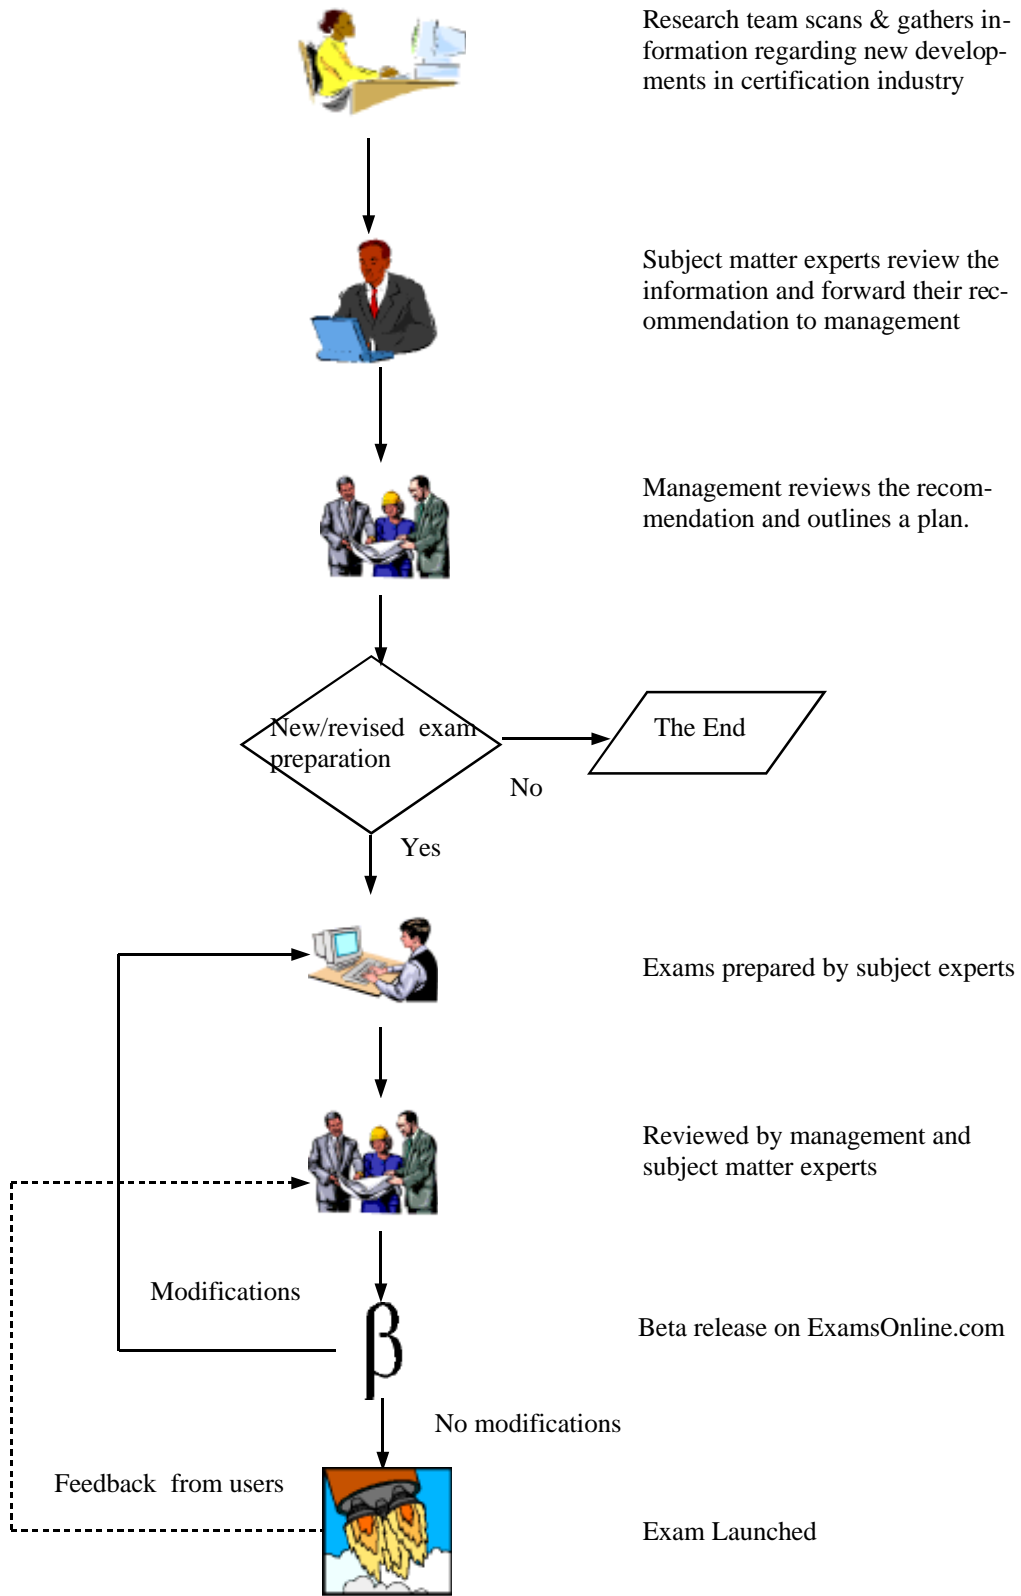 Research team scans & gathers in-
formation regarding new develop-
ments in certification industry
Subject matter experts review the
information and forward their rec-
ommendation to management
Management reviews the recom-
mendation and outlines a plan.
New/revised exam
preparation
The End
No
Yes
Exams prepared by subject experts
Reviewed by management and
subject matter experts
Modifications
β
Beta release on ExamsOnline.com
No modifications
Feedback from users
Exam Launched